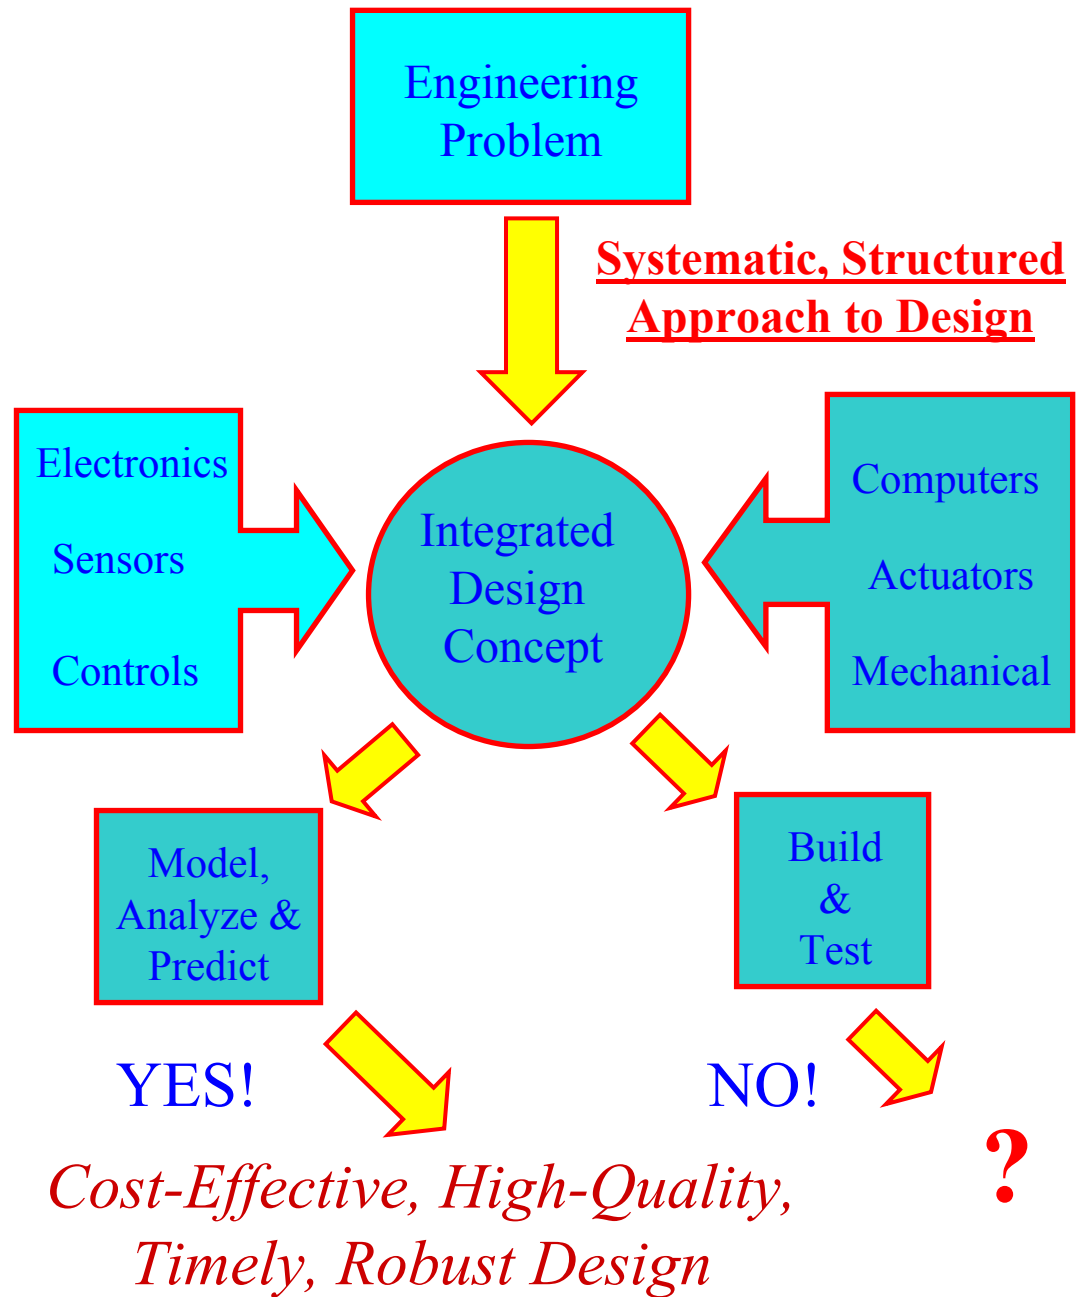 Engineering
Problem
Systematic, Structured
Approach to Design
Electronics
Sensors
Controls
Integrated
Design
Concept
Computers
Actuators
Mechanical
Model,
Analyze &
Predict
Build
&
Test
YES!
NO!
?
Cost-Effective, High-Quality,
Timely, Robust Design